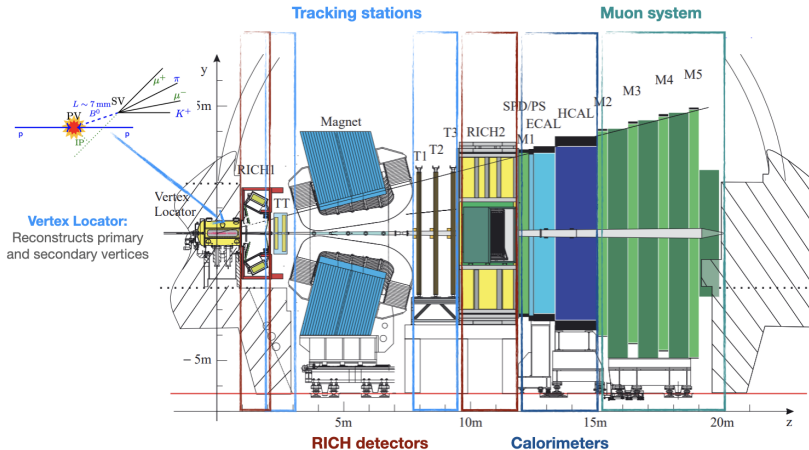 Tracking stations
Muon system
y
5m
μ+
π
μ−
K+
L ~ 7 mm
SV
B0
PV
p
p
IP
Magnet
SPD/PS
ECAL
HCAL
M1
M2
M3
M4
M5
T1
T2
T3
RICH2
RICH1
TT
Vertex
Locator
Vertex Locator:
Reconstructs primary
and secondary vertices
− 5m
5m
10m
15m
20m
z
RICH detectors
Calorimeters